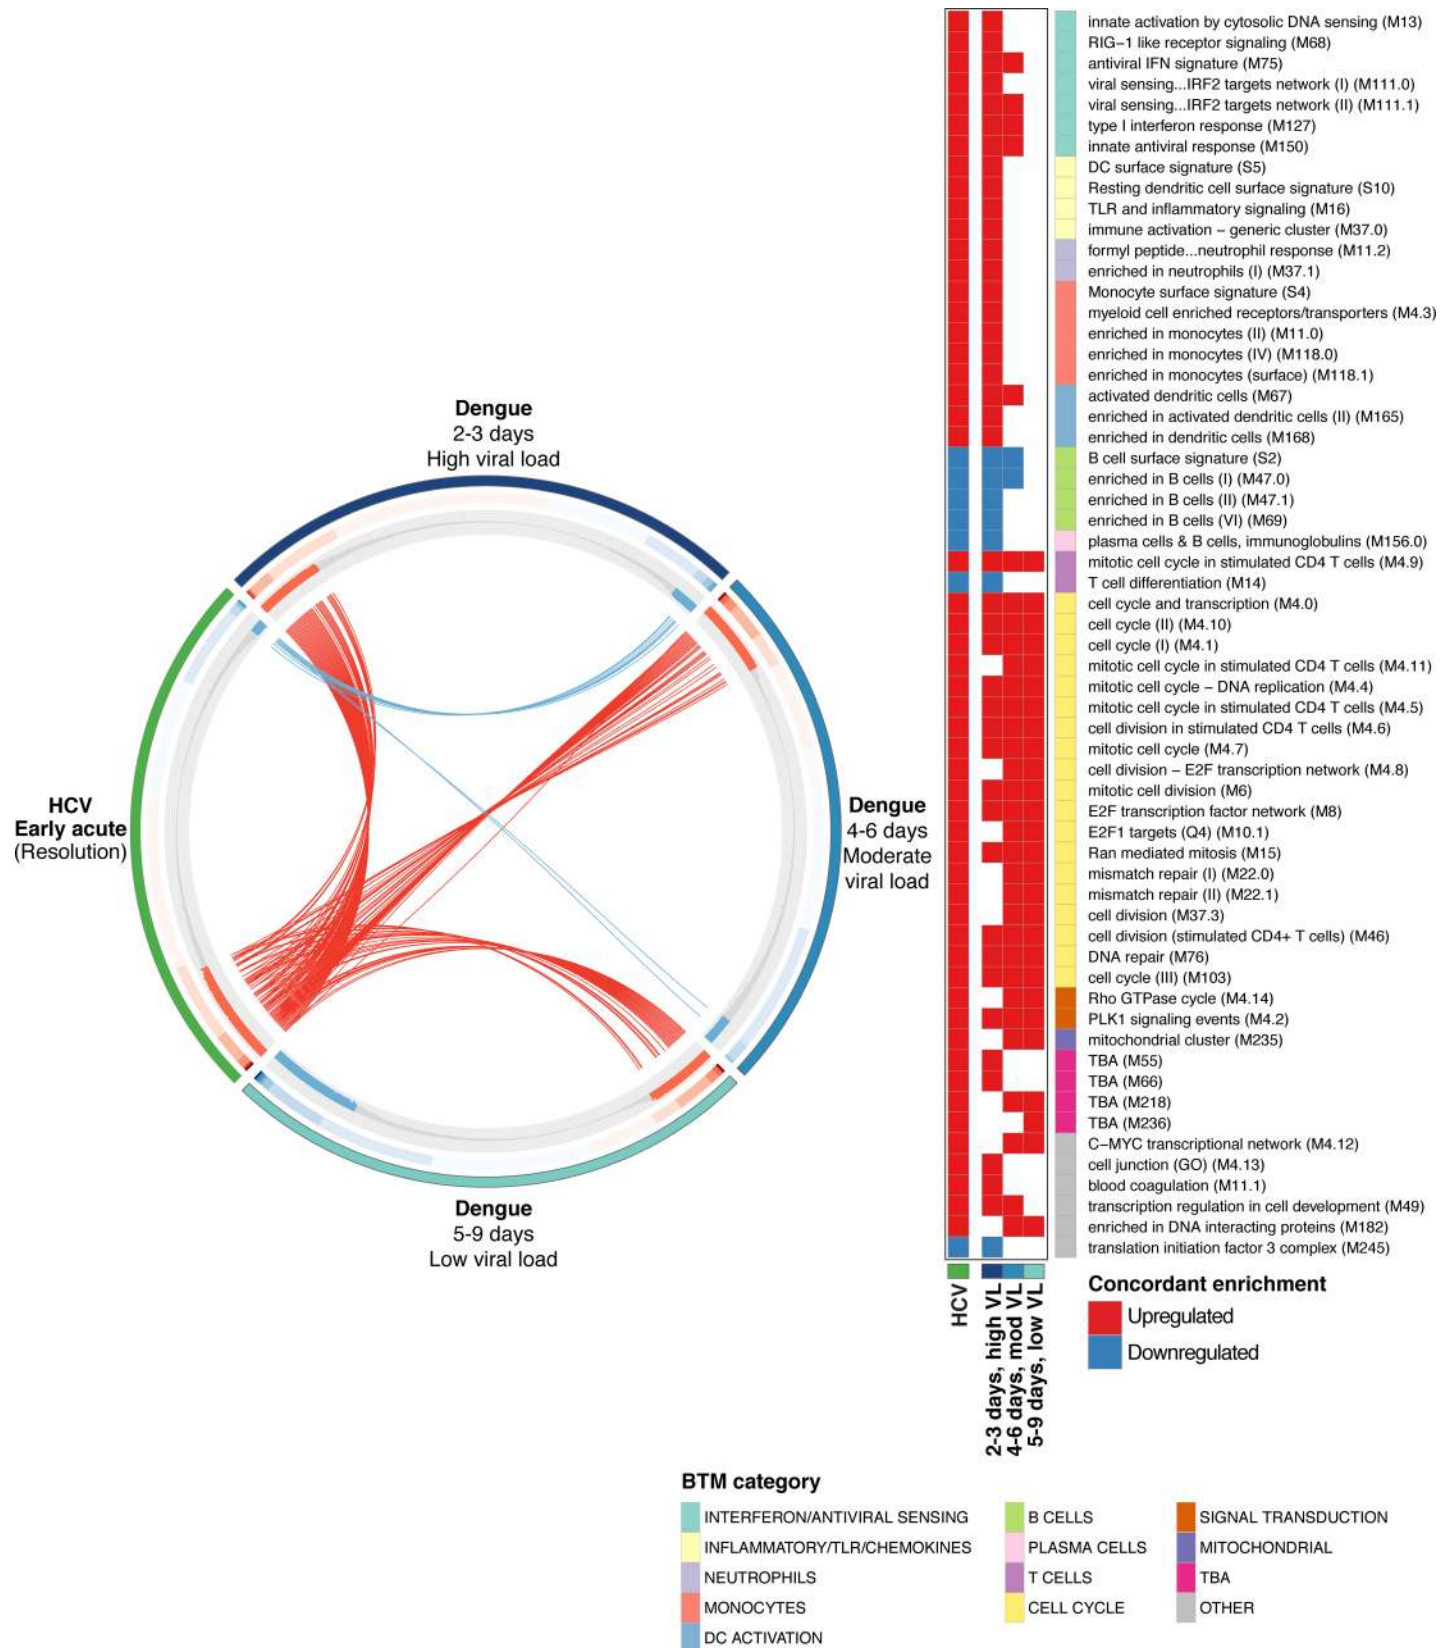 innate activation by cytosolic DNA sensing (M13)
RIG−1 like receptor signaling (M68)
antiviral IFN signature (M75)
viral sensing...IRF2 targets network (I) (M111.0)
viral sensing...IRF2 targets network (II) (M111.1)
type I interferon response (M127)
innate antiviral response (M150)
DC surface signature (S5)
Resting dendritic cell surface signature (S10)
TLR and inflammatory signaling (M16)
immune activation − generic cluster (M37.0)
formyl peptide...neutrophil response (M11.2)
enriched in neutrophils (I) (M37.1)
Monocyte surface signature (S4)
myeloid cell enriched receptors/transporters (M4.3)
enriched in monocytes (II) (M11.0)
enriched in monocytes (IV) (M118.0)
enriched in monocytes (surface) (M118.1)
activated dendritic cells (M67)
enriched in activated dendritic cells (II) (M165)
enriched in dendritic cells (M168)
B cell surface signature (S2)
enriched in B cells (I) (M47.0)
enriched in B cells (II) (M47.1)
enriched in B cells (VI) (M69)
plasma cells & B cells, immunoglobulins (M156.0)
mitotic cell cycle in stimulated CD4 T cells (M4.9)
T cell differentiation (M14)
cell cycle and transcription (M4.0)
cell cycle (II) (M4.10)
cell cycle (I) (M4.1)
mitotic cell cycle in stimulated CD4 T cells (M4.11)
mitotic cell cycle − DNA replication (M4.4)
mitotic cell cycle in stimulated CD4 T cells (M4.5)
cell division in stimulated CD4 T cells (M4.6)
mitotic cell cycle (M4.7)
cell division − E2F transcription network (M4.8)
mitotic cell division (M6)
E2F transcription factor network (M8)
E2F1 targets (Q4) (M10.1)
Ran mediated mitosis (M15)
mismatch repair (I) (M22.0)
mismatch repair (II) (M22.1)
cell division (M37.3)
cell division (stimulated CD4+ T cells) (M46)
DNA repair (M76)
cell cycle (III) (M103)
Rho GTPase cycle (M4.14)
PLK1 signaling events (M4.2)
mitochondrial cluster (M235)
TBA (M55)
TBA (M66)
TBA (M218)
TBA (M236)
C−MYC transcriptional network (M4.12)
cell junction (GO) (M4.13)
blood coagulation (M11.1)
transcription regulation in cell development (M49)
enriched in DNA interacting proteins (M182)
translation initiation factor 3 complex (M245)
Dengue
2-3 days
High viral load
HCV
Early acute
(Resolution)
Dengue
4-6 days
Moderate
viral load
Dengue
5-9 days
Low viral load
HCV
2-3 days, high VL
4-6 days, mod VL
5-9 days, low VL
Concordant enrichment
Upregulated
Downregulated
BTM category
INTERFERON/ANTIVIRAL SENSING
INFLAMMATORY/TLR/CHEMOKINES
NEUTROPHILS
MONOCYTES
DC ACTIVATION
B CELLS
PLASMA CELLS
T CELLS
CELL CYCLE
SIGNAL TRANSDUCTION
MITOCHONDRIAL
TBA
OTHER